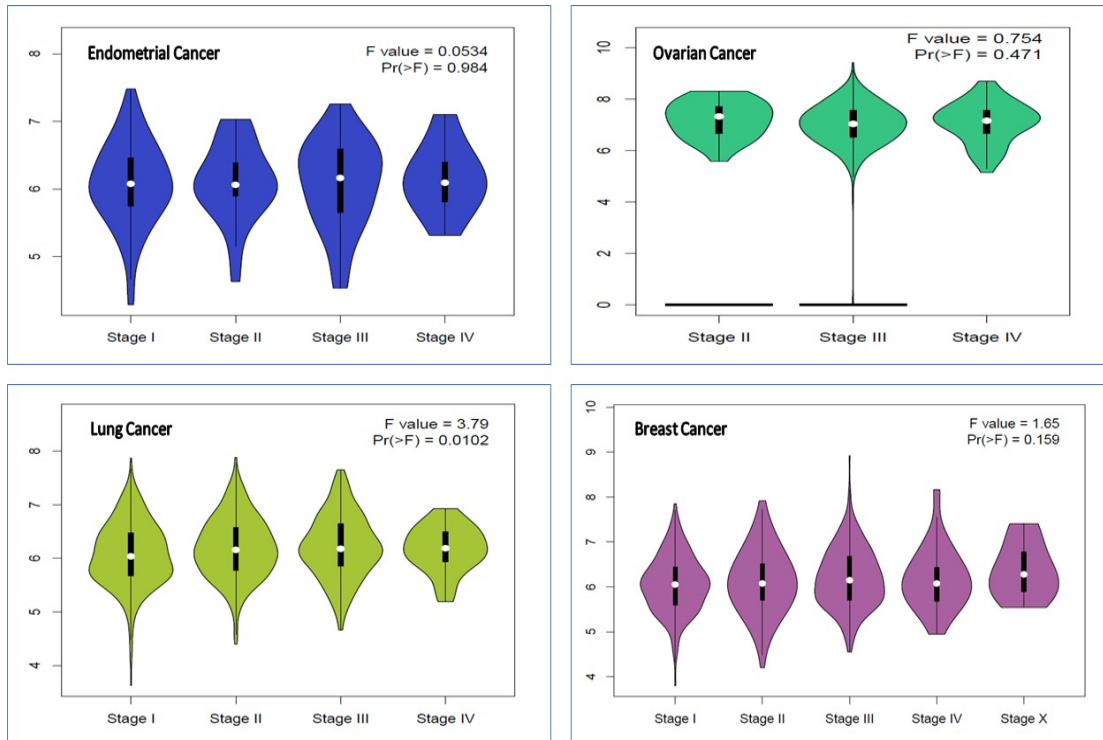 Endometrial Cancer
F value = 0.0534
Pr(>F) = 0.984
8
7
6
5
Stage I Stage II Stage III Stage IV
Ovarian Cancer
F value = 0.754
Pr(>F) = 0.471
10
8
6
4
2
0
Stage II Stage III Stage IV
Lung Cancer
F value = 3.79
Pr(>F) = 0.0102
8
7
6
5
4
Stage I Stage II Stage III Stage IV
Breast Cancer
F value = 1.65
Pr(>F) = 0.159
10
9
8
7
6
5
4
Stage I Stage II Stage III Stage IV Stage X